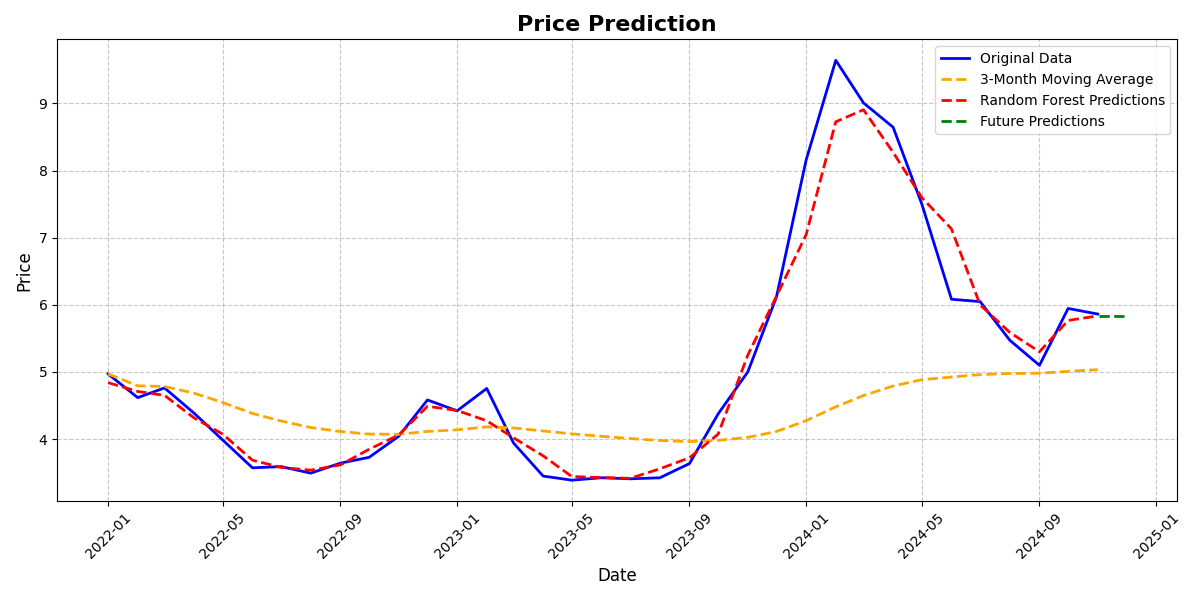 Price Prediction
Original Data
3-Month Moving Average
Random Forest Predictions
Future Predictions
Price
9
8
7
6
5
4
2022-01
2022-05
2022-09
2023-01
2023-05
2023-09
2024-01
2024-05
2024-09
2025-01
Date